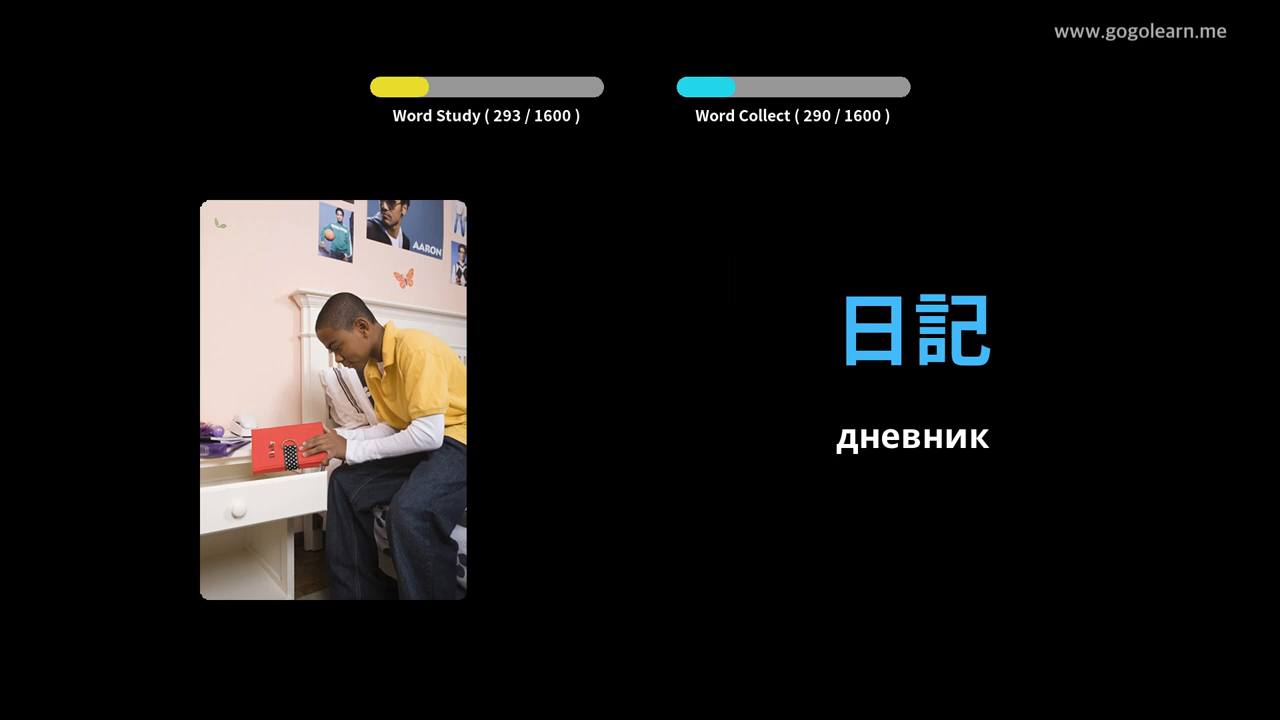 www.gogolearn.me
Word Study ( 293 / 1600 )
Word Collect ( 290 / 1600 )
AARON
日記
дневник